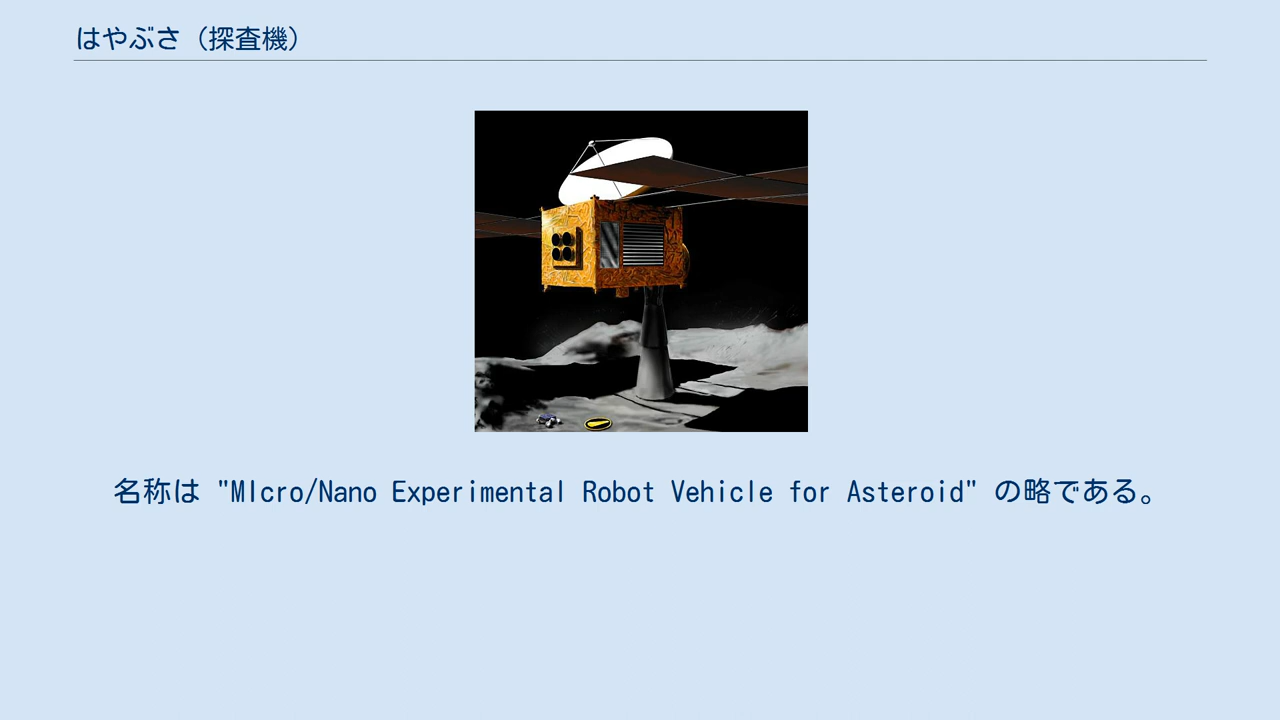 はやぶさ（探査機）
名称は "MIcro/Nano Experimental Robot Vehicle for Asteroid" の略である。